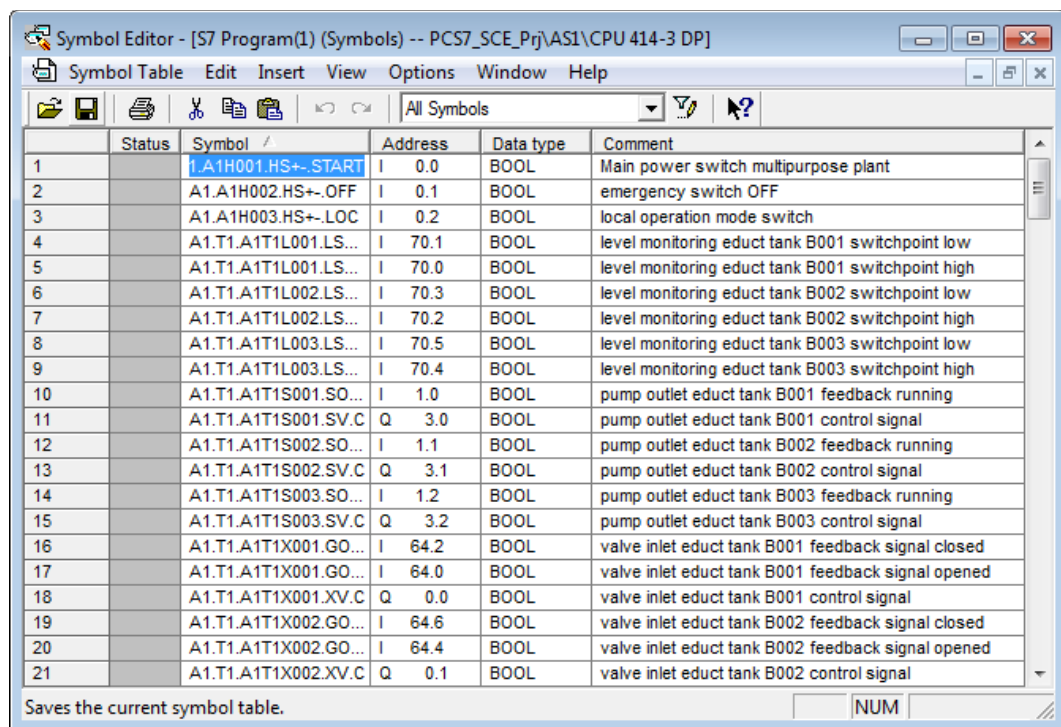 Symbol Editor - [S7 Program(1) (Symbols) -- PCS7_SCE_Prj\AS1\CPU 414-3 DP]
Symbol Table Edit Insert View Options Window Help
All Symbols
Status Symbol Address Data type Comment
1 1.A1H001.HS+-.START I 0.0 BOOL Main power switch multipurpose plant
2 A1.A1H002.HS+-.OFF I 0.1 BOOL emergency switch OFF
3 A1.A1H003.HS+-.LOC I 0.2 BOOL local operation mode switch
4 A1.T1.A1T1L001.LS... I 70.1 BOOL level monitoring educt tank B001 switchpoint low
5 A1.T1.A1T1L001.LS... I 70.0 BOOL level monitoring educt tank B001 switchpoint high
6 A1.T1.A1T1L002.LS... I 70.3 BOOL level monitoring educt tank B002 switchpoint low
7 A1.T1.A1T1L002.LS... I 70.2 BOOL level monitoring educt tank B002 switchpoint high
8 A1.T1.A1T1L003.LS... I 70.5 BOOL level monitoring educt tank B003 switchpoint low
9 A1.T1.A1T1L003.LS... I 70.4 BOOL level monitoring educt tank B003 switchpoint high
10 A1.T1.A1T1S001.SO... I 1.0 BOOL pump outlet educt tank B001 feedback running
11 A1.T1.A1T1S001.SV.C Q 3.0 BOOL pump outlet educt tank B001 control signal
12 A1.T1.A1T1S002.SO... I 1.1 BOOL pump outlet educt tank B002 feedback running
13 A1.T1.A1T1S002.SV.C Q 3.1 BOOL pump outlet educt tank B002 control signal
14 A1.T1.A1T1S003.SO... I 1.2 BOOL pump outlet educt tank B003 feedback running
15 A1.T1.A1T1S003.SV.C Q 3.2 BOOL pump outlet educt tank B003 control signal
16 A1.T1.A1T1X001.GO... I 64.2 BOOL valve inlet educt tank B001 feedback signal closed
17 A1.T1.A1T1X001.GO... I 64.0 BOOL valve inlet educt tank B001 feedback signal opened
18 A1.T1.A1T1X001.XV.C Q 0.0 BOOL valve inlet educt tank B001 control signal
19 A1.T1.A1T1X002.GO... I 64.6 BOOL valve inlet educt tank B002 feedback signal closed
20 A1.T1.A1T1X002.GO... I 64.4 BOOL valve inlet educt tank B002 feedback signal opened
21 A1.T1.A1T1X002.XV.C Q 0.1 BOOL valve inlet educt tank B002 control signal
Saves the current symbol table. NUM